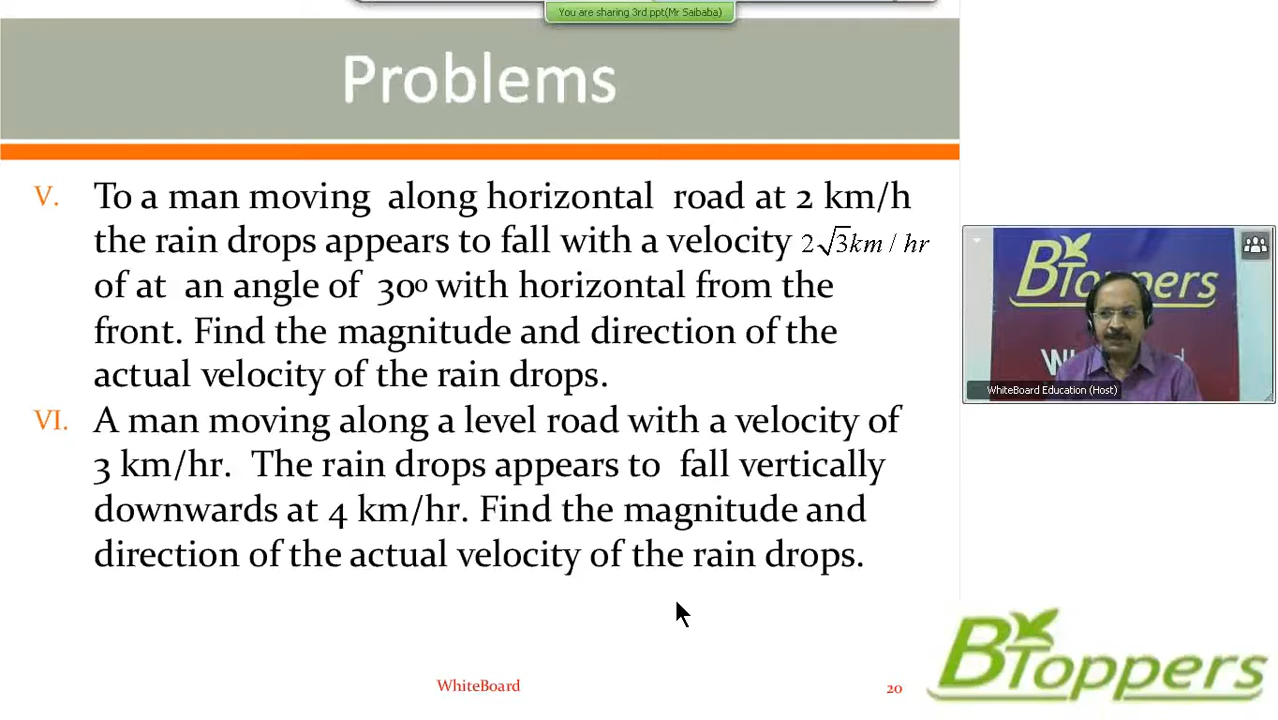 You are sharing 3rd ppt(Mr Saibaba)
Problems
V. To a man moving along horizontal road at 2 km/h
the rain drops appears to fall with a velocity 2√3km / hr
of at an angle of 30º with horizontal from the
front. Find the magnitude and direction of the
actual velocity of the rain drops.
VI. A man moving along a level road with a velocity of
3 km/hr. The rain drops appears to fall vertically
downwards at 4 km/hr. Find the magnitude and
direction of the actual velocity of the rain drops.
BToppers
WhiteBoard Education (Host)
WhiteBoard
20
BToppers